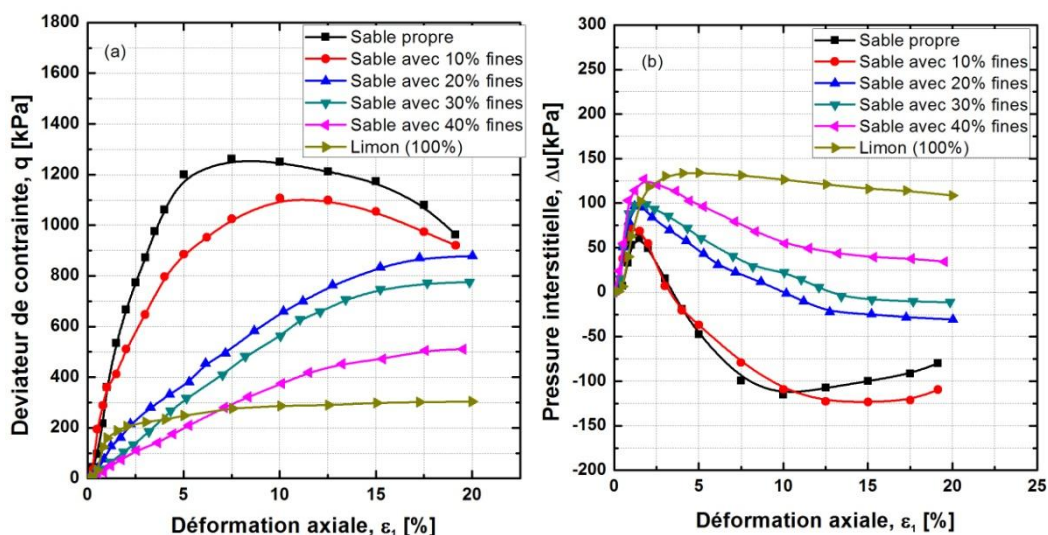 (a)
Sable propre
Sable avec 10% fines
Sable avec 20% fines
Sable avec 30% fines
Sable avec 40% fines
Limon (100%)
1800
1600
1400
1200
1000
800
600
400
200
0
Deviateur de contrainte, q [kPa]
0 5 10 15 20
Déformation axiale, ε1 [%]
(b)
Sable propre
Sable avec 10% fines
Sable avec 20% fines
Sable avec 30% fines
Sable avec 40% fines
Limon (100%)
300
250
200
150
100
50
0
-50
-100
-150
-200
Pression interstitielle, Δu[kPa]
0 5 10 15 20 25
Déformation axiale, ε1 [%]